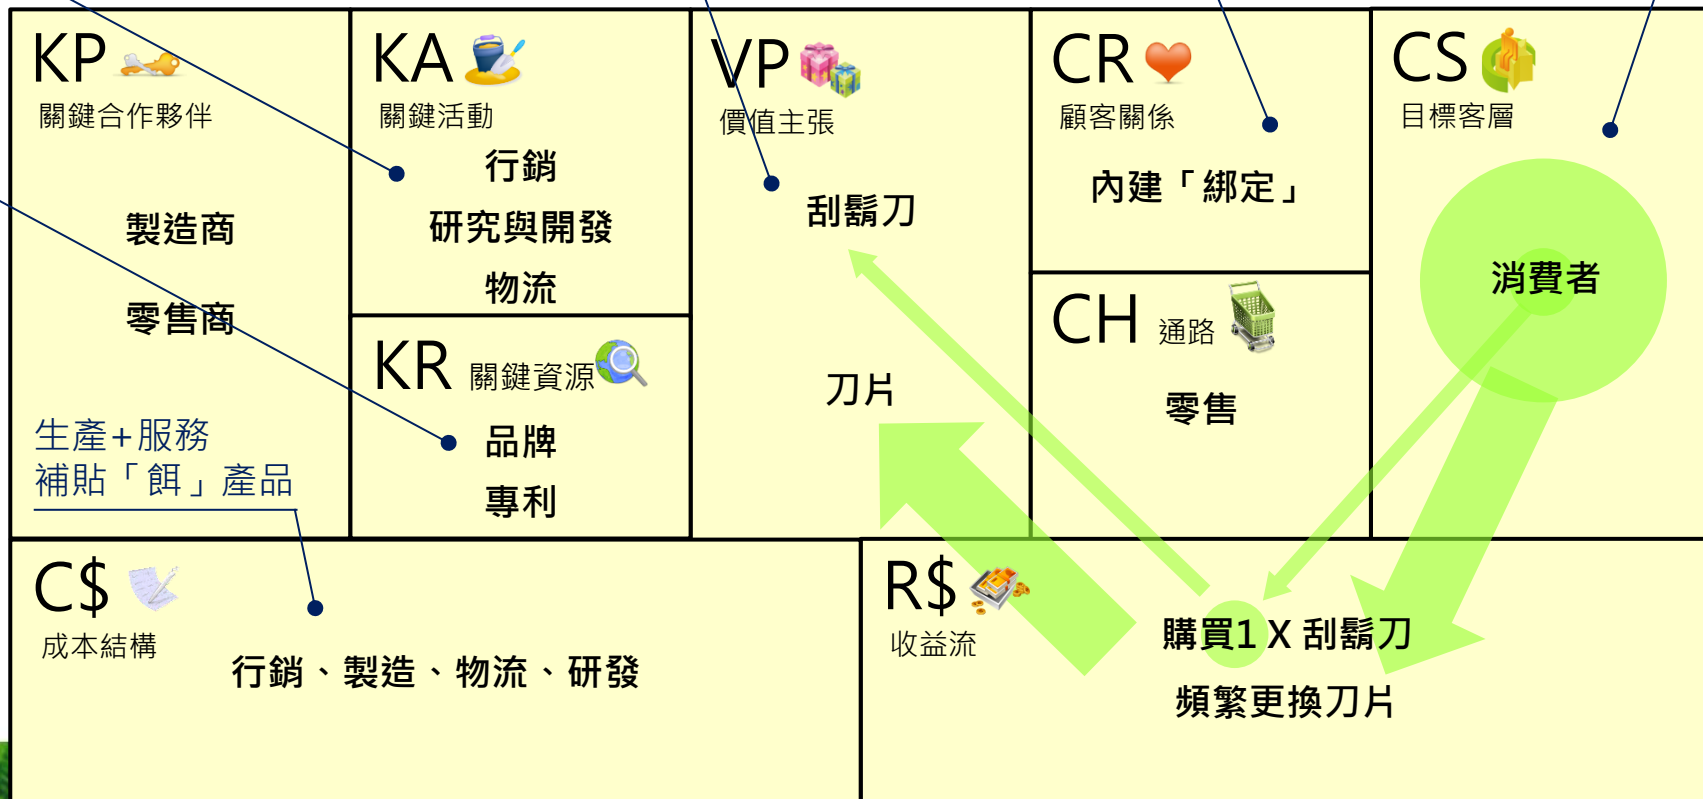 KP
關鍵合作夥伴
製造商
零售商
生產+服務
補貼「餌」產品
KA
關鍵活動
行銷
研究與開發
物流
KR 關鍵資源
品牌
專利
VP
價值主張
刮鬍刀
刀片
CR
顧客關係
內建「綁定」
CH 通路
零售
CS
目標客層
消費者
C$
成本結構
行銷、製造、物流、研發
R$
收益流
購買1 X 刮鬍刀
頻繁更換刀片